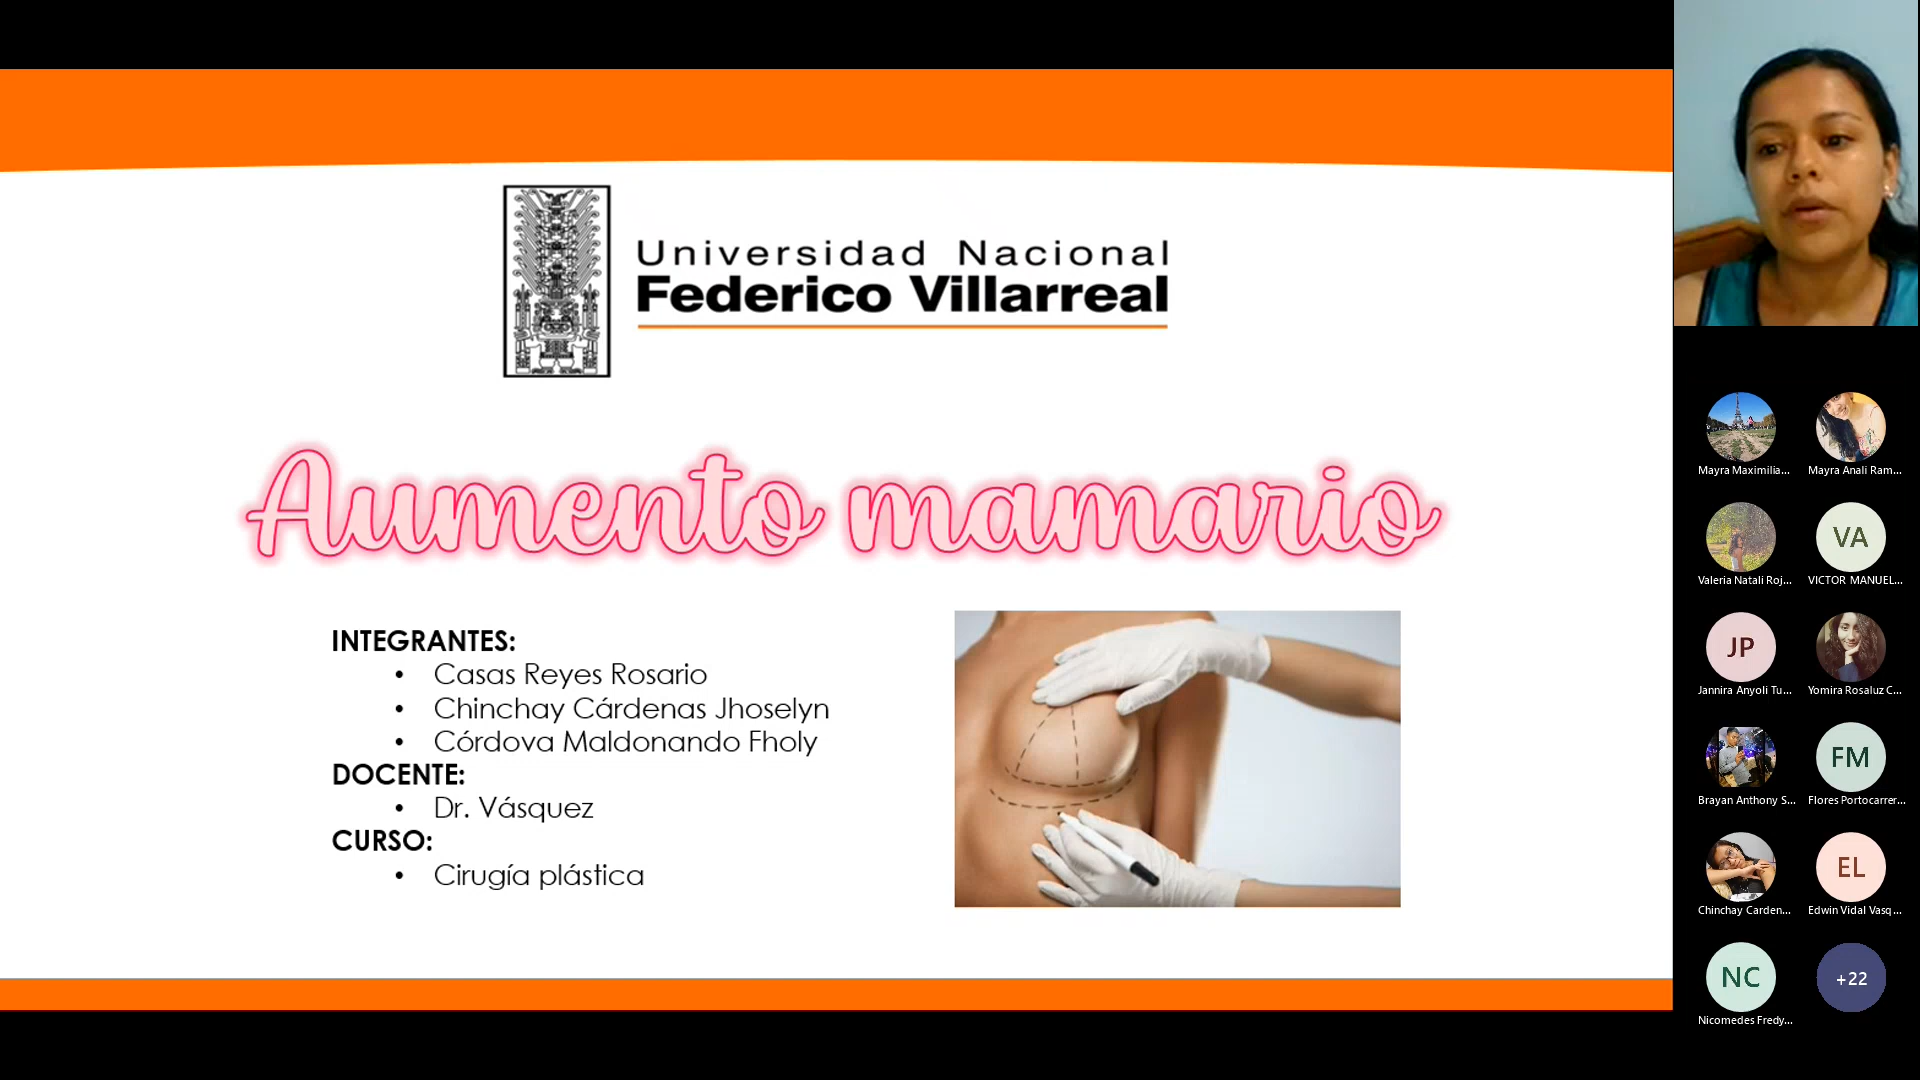 Universidad Nacional
Federico Villarreal
Aumento mamario
INTEGRANTES:
• Casas Reyes Rosario
• Chinchay Cárdenas Jhoselyn
• Córdova Maldonando Fholy
DOCENTE:
• Dr. Vásquez
CURSO:
• Cirugía plástica
Mayra Maximilia...
Mayra Anali Ram...
VA
Valeria Natali Roj...
VICTOR MANUEL...
JP
Jannira Anyoli Tu...
Yomira Rosaluz C...
FM
Brayan Anthony S...
Flores Portocarrer...
EL
Chinchay Carden...
Edwin Vidal Vasq...
NC
+22
Nicomedes Fredy...